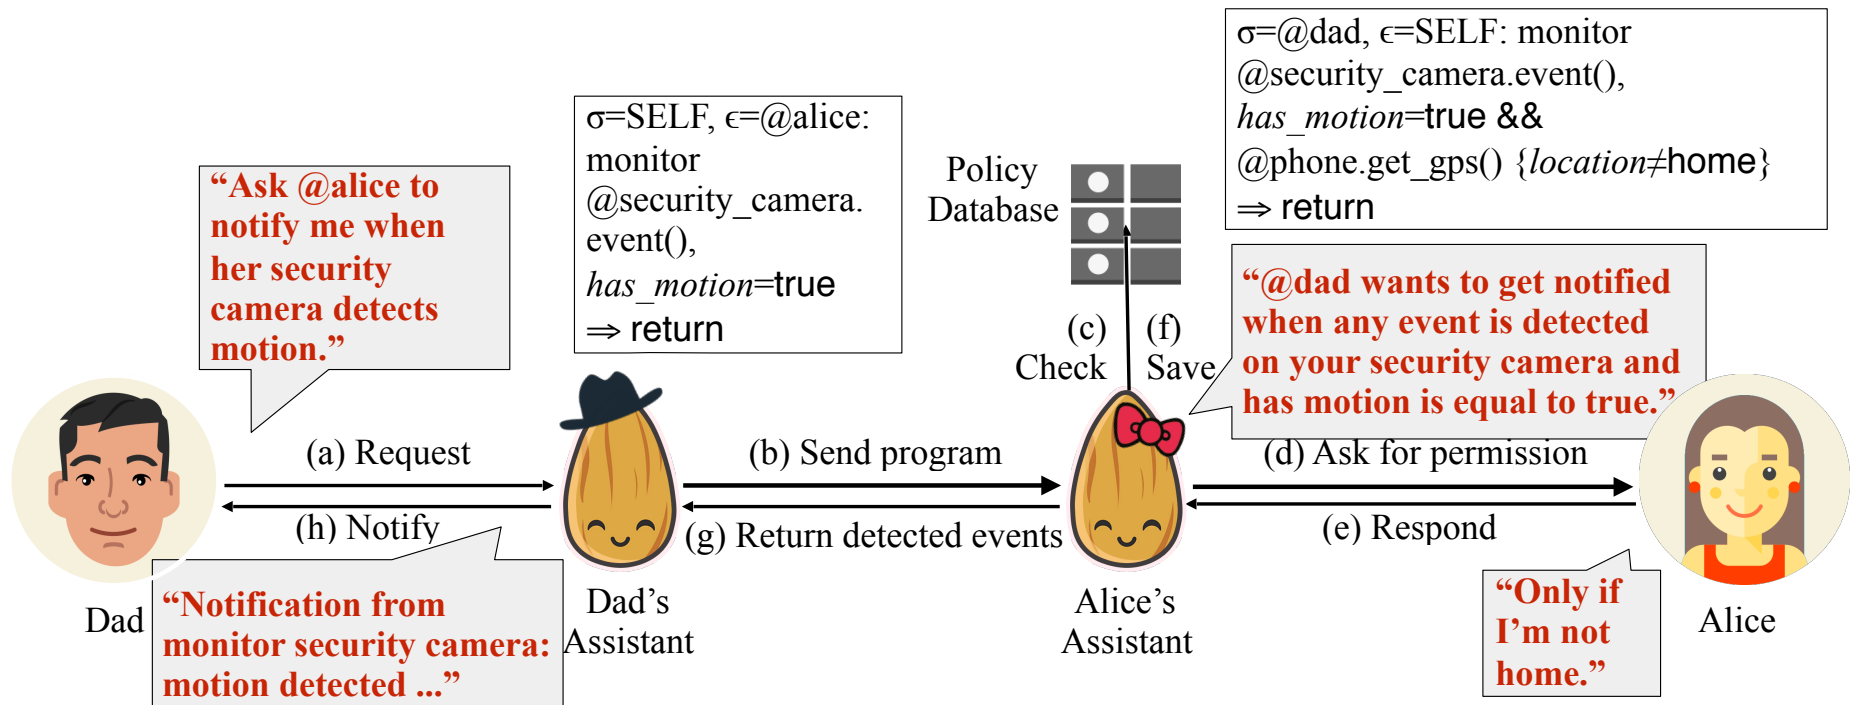 “Ask @alice to
notify me when
her security
camera detects
motion.”
σ=SELF, ϵ=@alice:
monitor
@security_camera.
event(),
has_motion=true
⇒ return
Policy
Database
σ=@dad, ϵ=SELF: monitor
@security_camera.event(),
has_motion=true &&
@phone.get_gps() {location≠home}
⇒ return
(c)
Check
(f)
Save
“@dad wants to get notified
when any event is detected
on your security camera and
has motion is equal to true.”
(a) Request
(b) Send program
(d) Ask for permission
(h) Notify
(g) Return detected events
(e) Respond
“Notification from
monitor security camera:
motion detected ...”
“Only if
I’m not
home.”
Dad
Dad’s
Assistant
Alice’s
Assistant
Alice